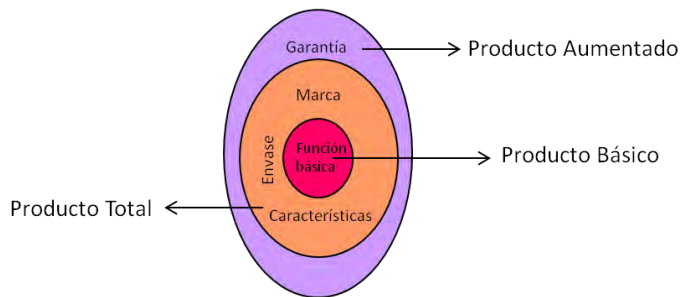 Garantía
Producto Aumentado
Marca
Envase
Función
básica
Producto Básico
Producto Total
Características